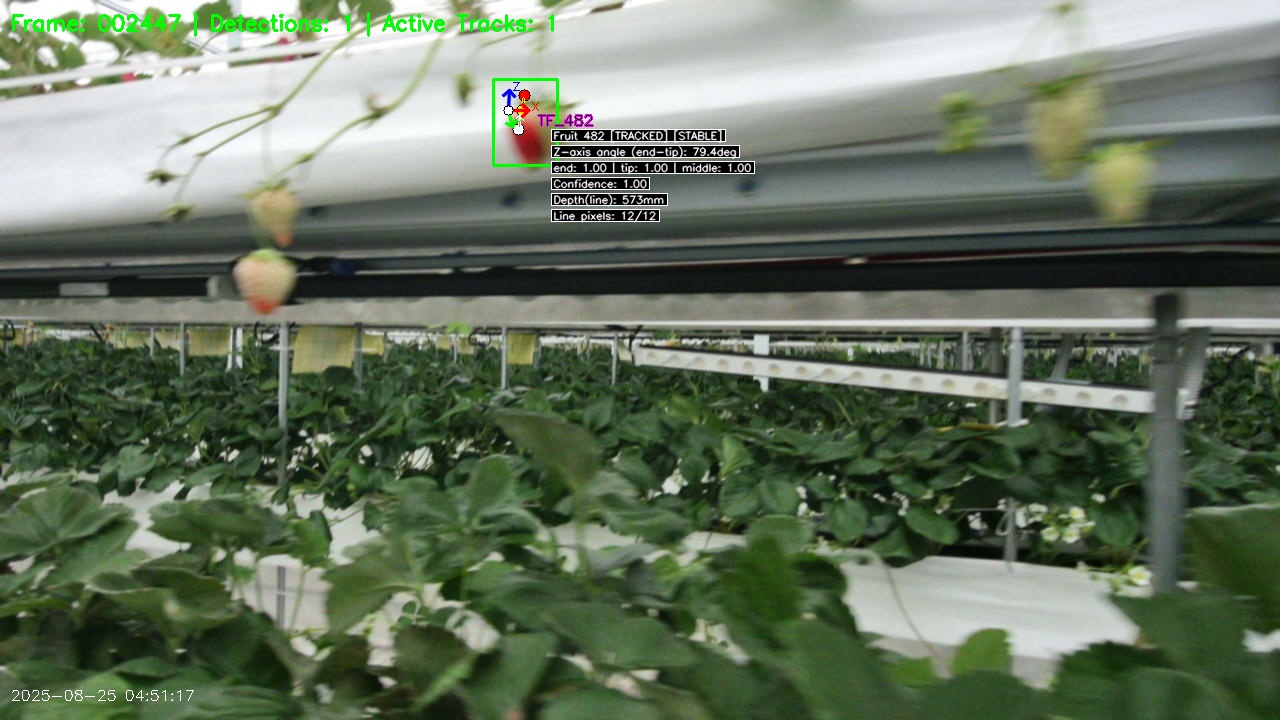 Frame: 002447 | Detections: 1 | Active Tracks: 1
Z
X
TF_482
Fruit 482 [TRACKED] [STABLE]
Z-axis angle (end-tip): 79.4deg
end: 1.00 | tip: 1.00 | middle: 1.00
Confidence: 1.00
Depth(line): 573mm
Line pixels: 12/12
2025-08-25 04:51:17